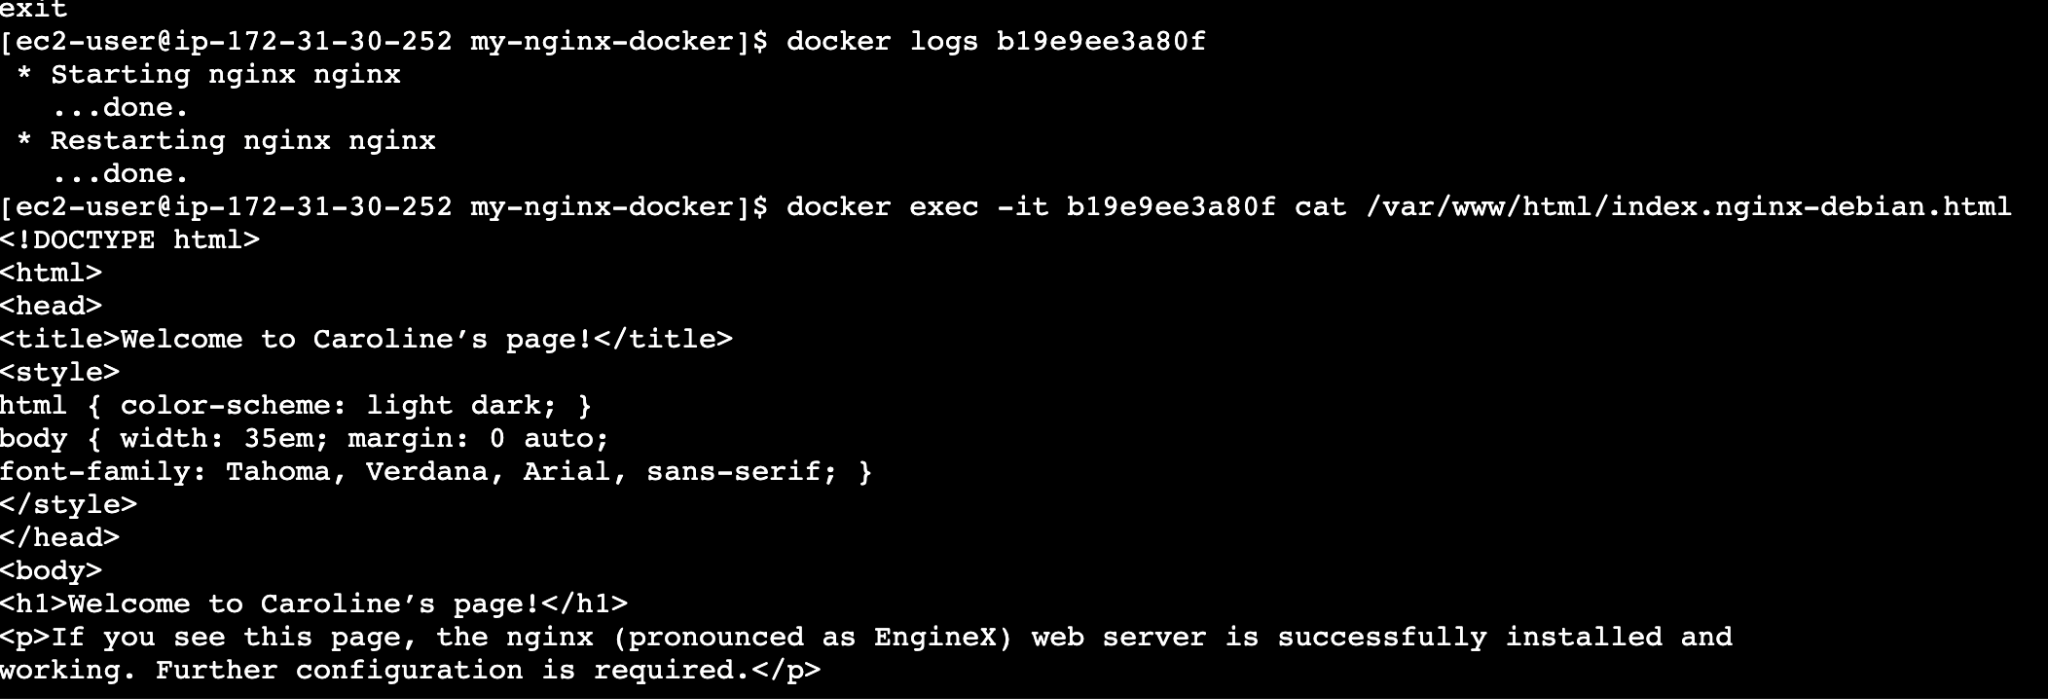 exit
[ec2-user@ip-172-31-30-252 my-nginx-docker]$ docker logs b19e9ee3a80f
 * Starting nginx nginx
   ...done.
 * Restarting nginx nginx
   ...done.
[ec2-user@ip-172-31-30-252 my-nginx-docker]$ docker exec -it b19e9ee3a80f cat /var/www/html/index.nginx-debian.html
<!DOCTYPE html>
<html>
<head>
<title>Welcome to Caroline’s page!</title>
<style>
html { color-scheme: light dark; }
body { width: 35em; margin: 0 auto;
font-family: Tahoma, Verdana, Arial, sans-serif; }
</style>
</head>
<body>
<h1>Welcome to Caroline’s page!</h1>
<p>If you see this page, the nginx (pronounced as EngineX) web server is successfully installed and
working. Further configuration is required.</p>